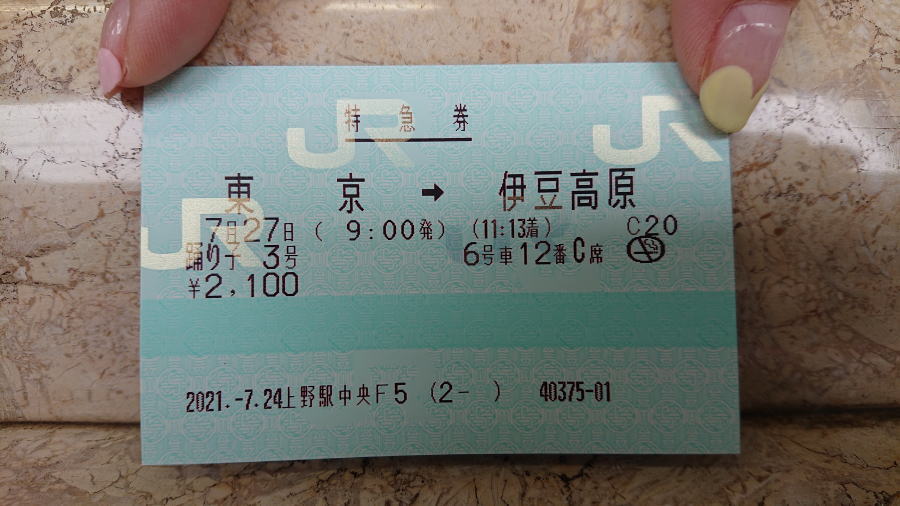 特急券
東京→伊豆高原
7月27日 ( 9:00発) (11:13着) C20
踊り子 3号 6号車12番C席
¥2,100
2021.-7.24上野駅中央F5 (2- ) 40375-01
JR
JR
JR